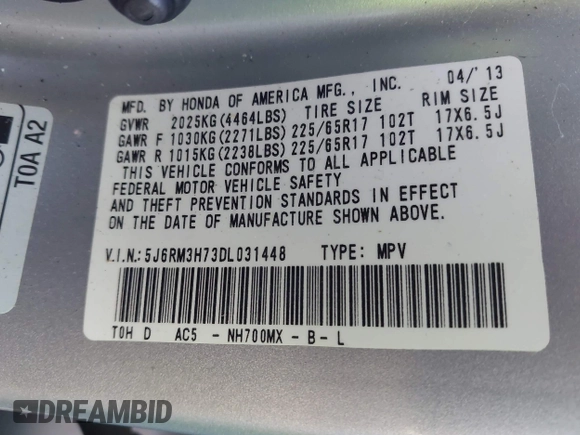 MFD. BY HONDA OF AMERICA MFG., INC. 04/'13
GVWR 2025KG(4464LBS) TIRE SIZE RIM SIZE
GAWR F 1030KG(2271LBS) 225/65R17 102T 17X6.5J
GAWR R 1015KG(2238LBS) 225/65R17 102T 17X6.5J
THIS VEHICLE CONFORMS TO ALL APPLICABLE
FEDERAL MOTOR VEHICLE SAFETY
AND THEFT PREVENTION STANDARDS IN EFFECT
ON THE DATE OF MANUFACTURE SHOWN ABOVE.
V.I.N.:5J6RM3H73DL031448 TYPE: MPV
TOH D AC5 - NH700MX - B - L
TOA A2
DREAMBID